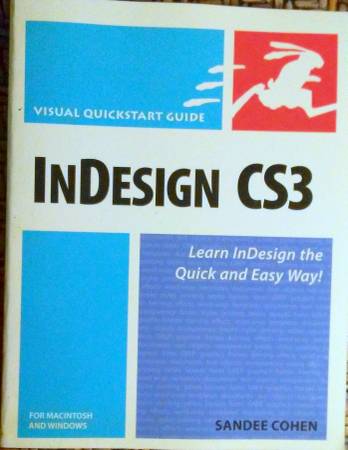 VISUAL QUICKSTART GUIDE
INDESIGN CS3
Learn InDesign the
Quick and Easy Way!
FOR MACINTOSH
AND WINDOWS
SANDEE COHEN